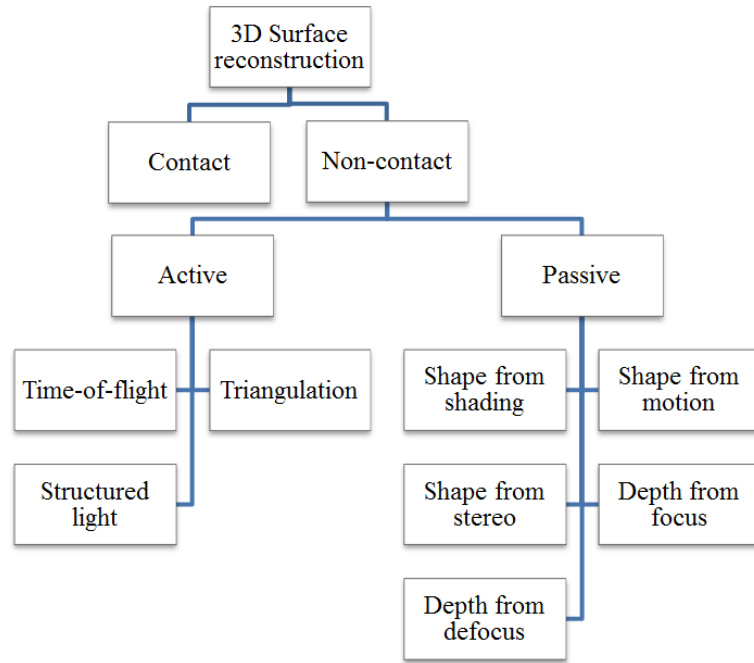 3D Surface
reconstruction
Contact
Non-contact
Active
Passive
Time-of-flight
Triangulation
Shape from
shading
Shape from
motion
Structured
light
Shape from
stereo
Depth from
focus
Depth from
defocus